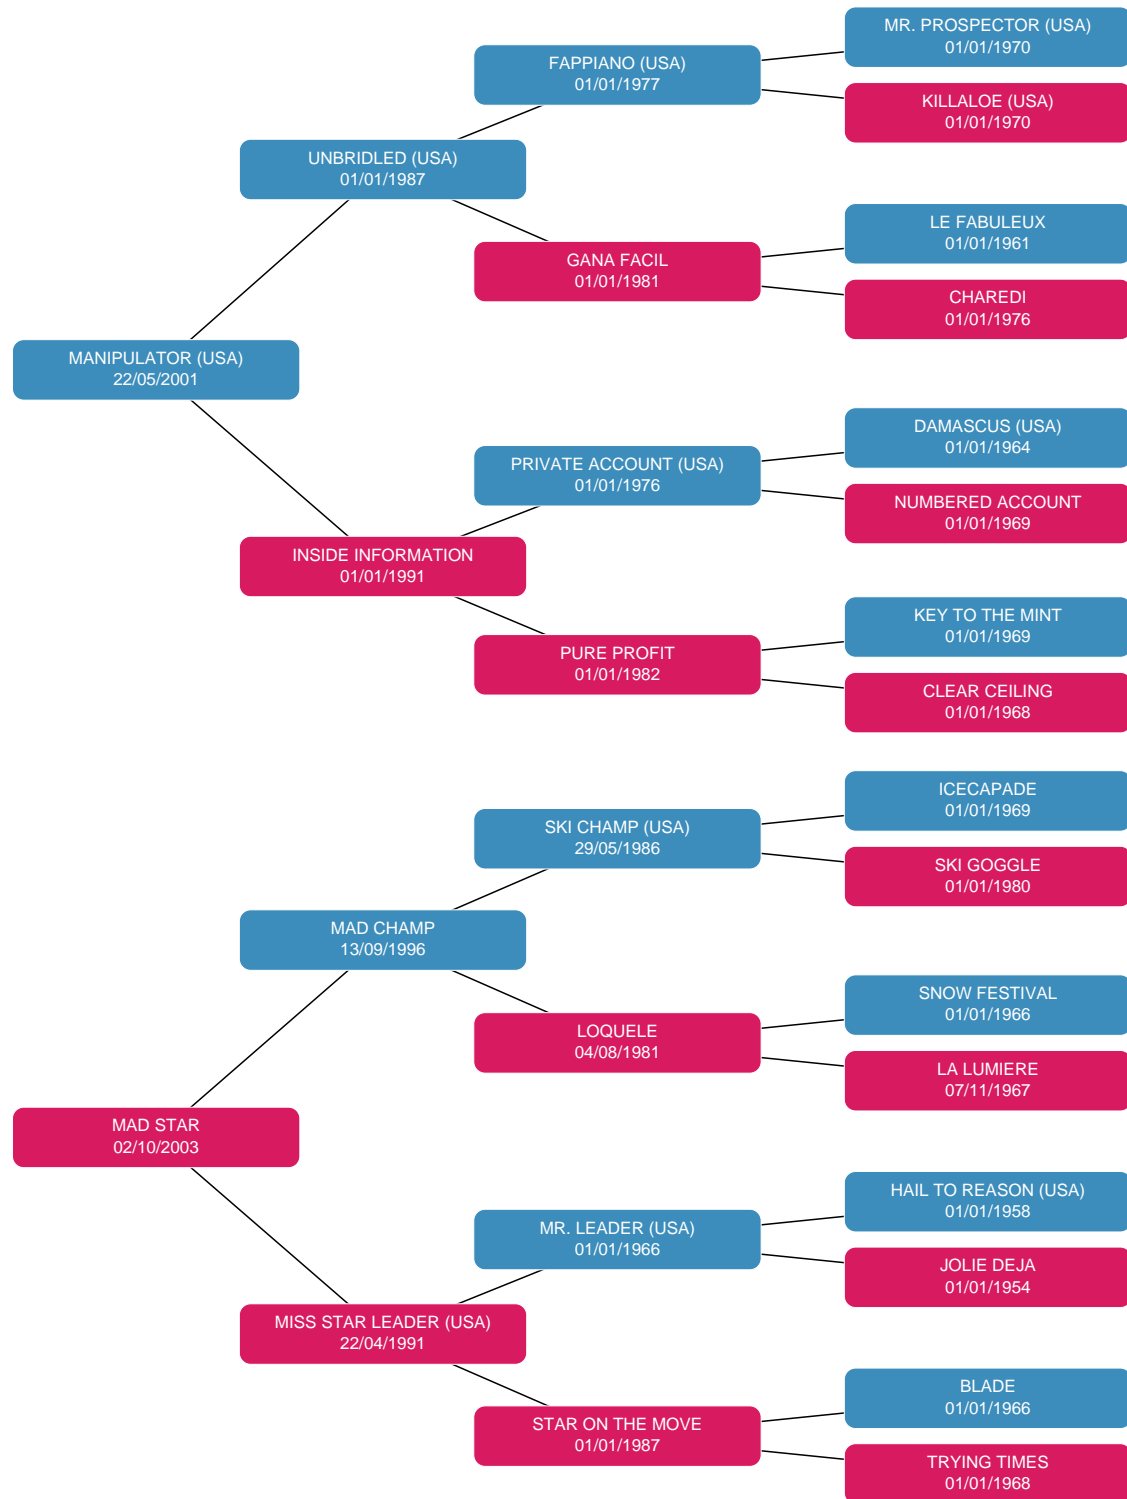 MR. PROSPECTOR (USA)
01/01/1970
FAPPIANO (USA)
01/01/1977
KILLALOE (USA)
01/01/1970
UNBRIDLED (USA)
01/01/1987
LE FABULEUX
01/01/1961
GANA FACIL
01/01/1981
CHAREDI
01/01/1976
MANIPULATOR (USA)
22/05/2001
DAMASCUS (USA)
01/01/1964
PRIVATE ACCOUNT (USA)
01/01/1976
NUMBERED ACCOUNT
01/01/1969
INSIDE INFORMATION
01/01/1991
KEY TO THE MINT
01/01/1969
PURE PROFIT
01/01/1982
CLEAR CEILING
01/01/1968
ICECAPADE
01/01/1969
SKI CHAMP (USA)
29/05/1986
SKI GOGGLE
01/01/1980
MAD CHAMP
13/09/1996
SNOW FESTIVAL
01/01/1966
LOQUELE
04/08/1981
LA LUMIERE
07/11/1967
MAD STAR
02/10/2003
HAIL TO REASON (USA)
01/01/1958
MR. LEADER (USA)
01/01/1966
JOLIE DEJA
01/01/1954
MISS STAR LEADER (USA)
22/04/1991
BLADE
01/01/1966
STAR ON THE MOVE
01/01/1987
TRYING TIMES
01/01/1968